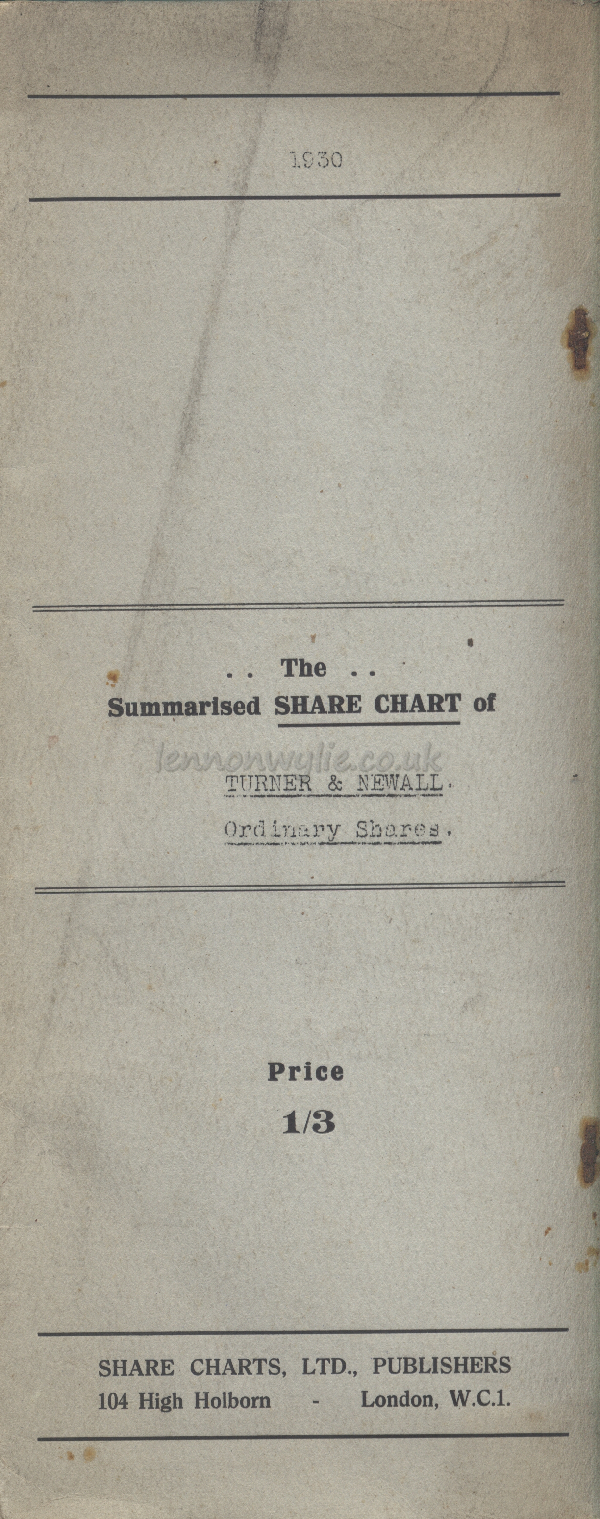 1930
. . The . .
Summarised SHARE CHART of
lennonwylie.co.uk
TURNER & NEWALL.
Ordinary Shares.
Price
1/3
SHARE CHARTS, LTD., PUBLISHERS
104 High Holborn - London, W.C.1.